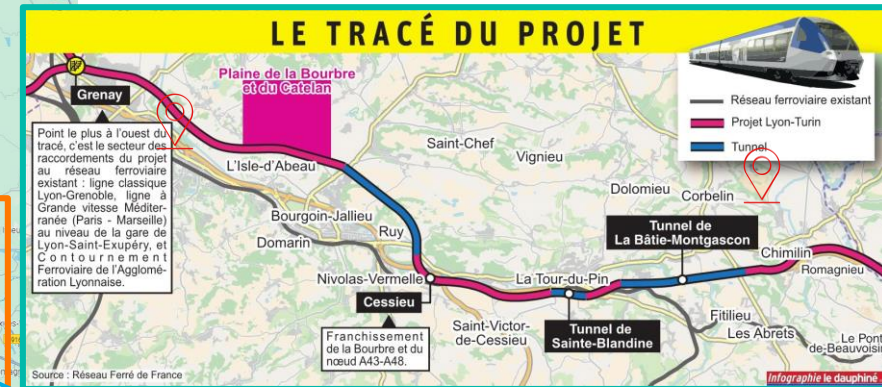 LE TRACÉ DU PROJET
Réseau ferroviaire existant
Projet Lyon-Turin
Tunnel
Plaine de la Bourbre
et du Catelan
Grenay
Point le plus à l'ouest du
tracé, c'est le secteur des
raccordements du projet
au réseau ferroviaire
existant : ligne classique
Lyon-Grenoble, ligne à
Grande vitesse Méditer-
ranée (Paris - Marseille)
au niveau de la gare de
Lyon-Saint-Exupéry, et
Contournement
Ferroviaire de l'Agglomé-
ration Lyonnaise.
L'Isle-d'Abeau
Saint-Chef
Vignieu
Dolomieu
Corbelin
Bourgoin-Jallieu
Domarin
Ruy
Tunnel de
La Bâtie-Montgascon
Chimilin
Romagnieu
Nivolas-Vermelle
La Tour-du-Pin
Cessieu
Franchissement
de la Bourbre et du
nœud A43-A48.
Saint-Victor-
de-Cessieu
Tunnel de
Sainte-Blandine
Fitilieu
Les Abrets
Le Pont
de-Beauvoisin
Source : Réseau Ferré de France
Infographie le dauphiné